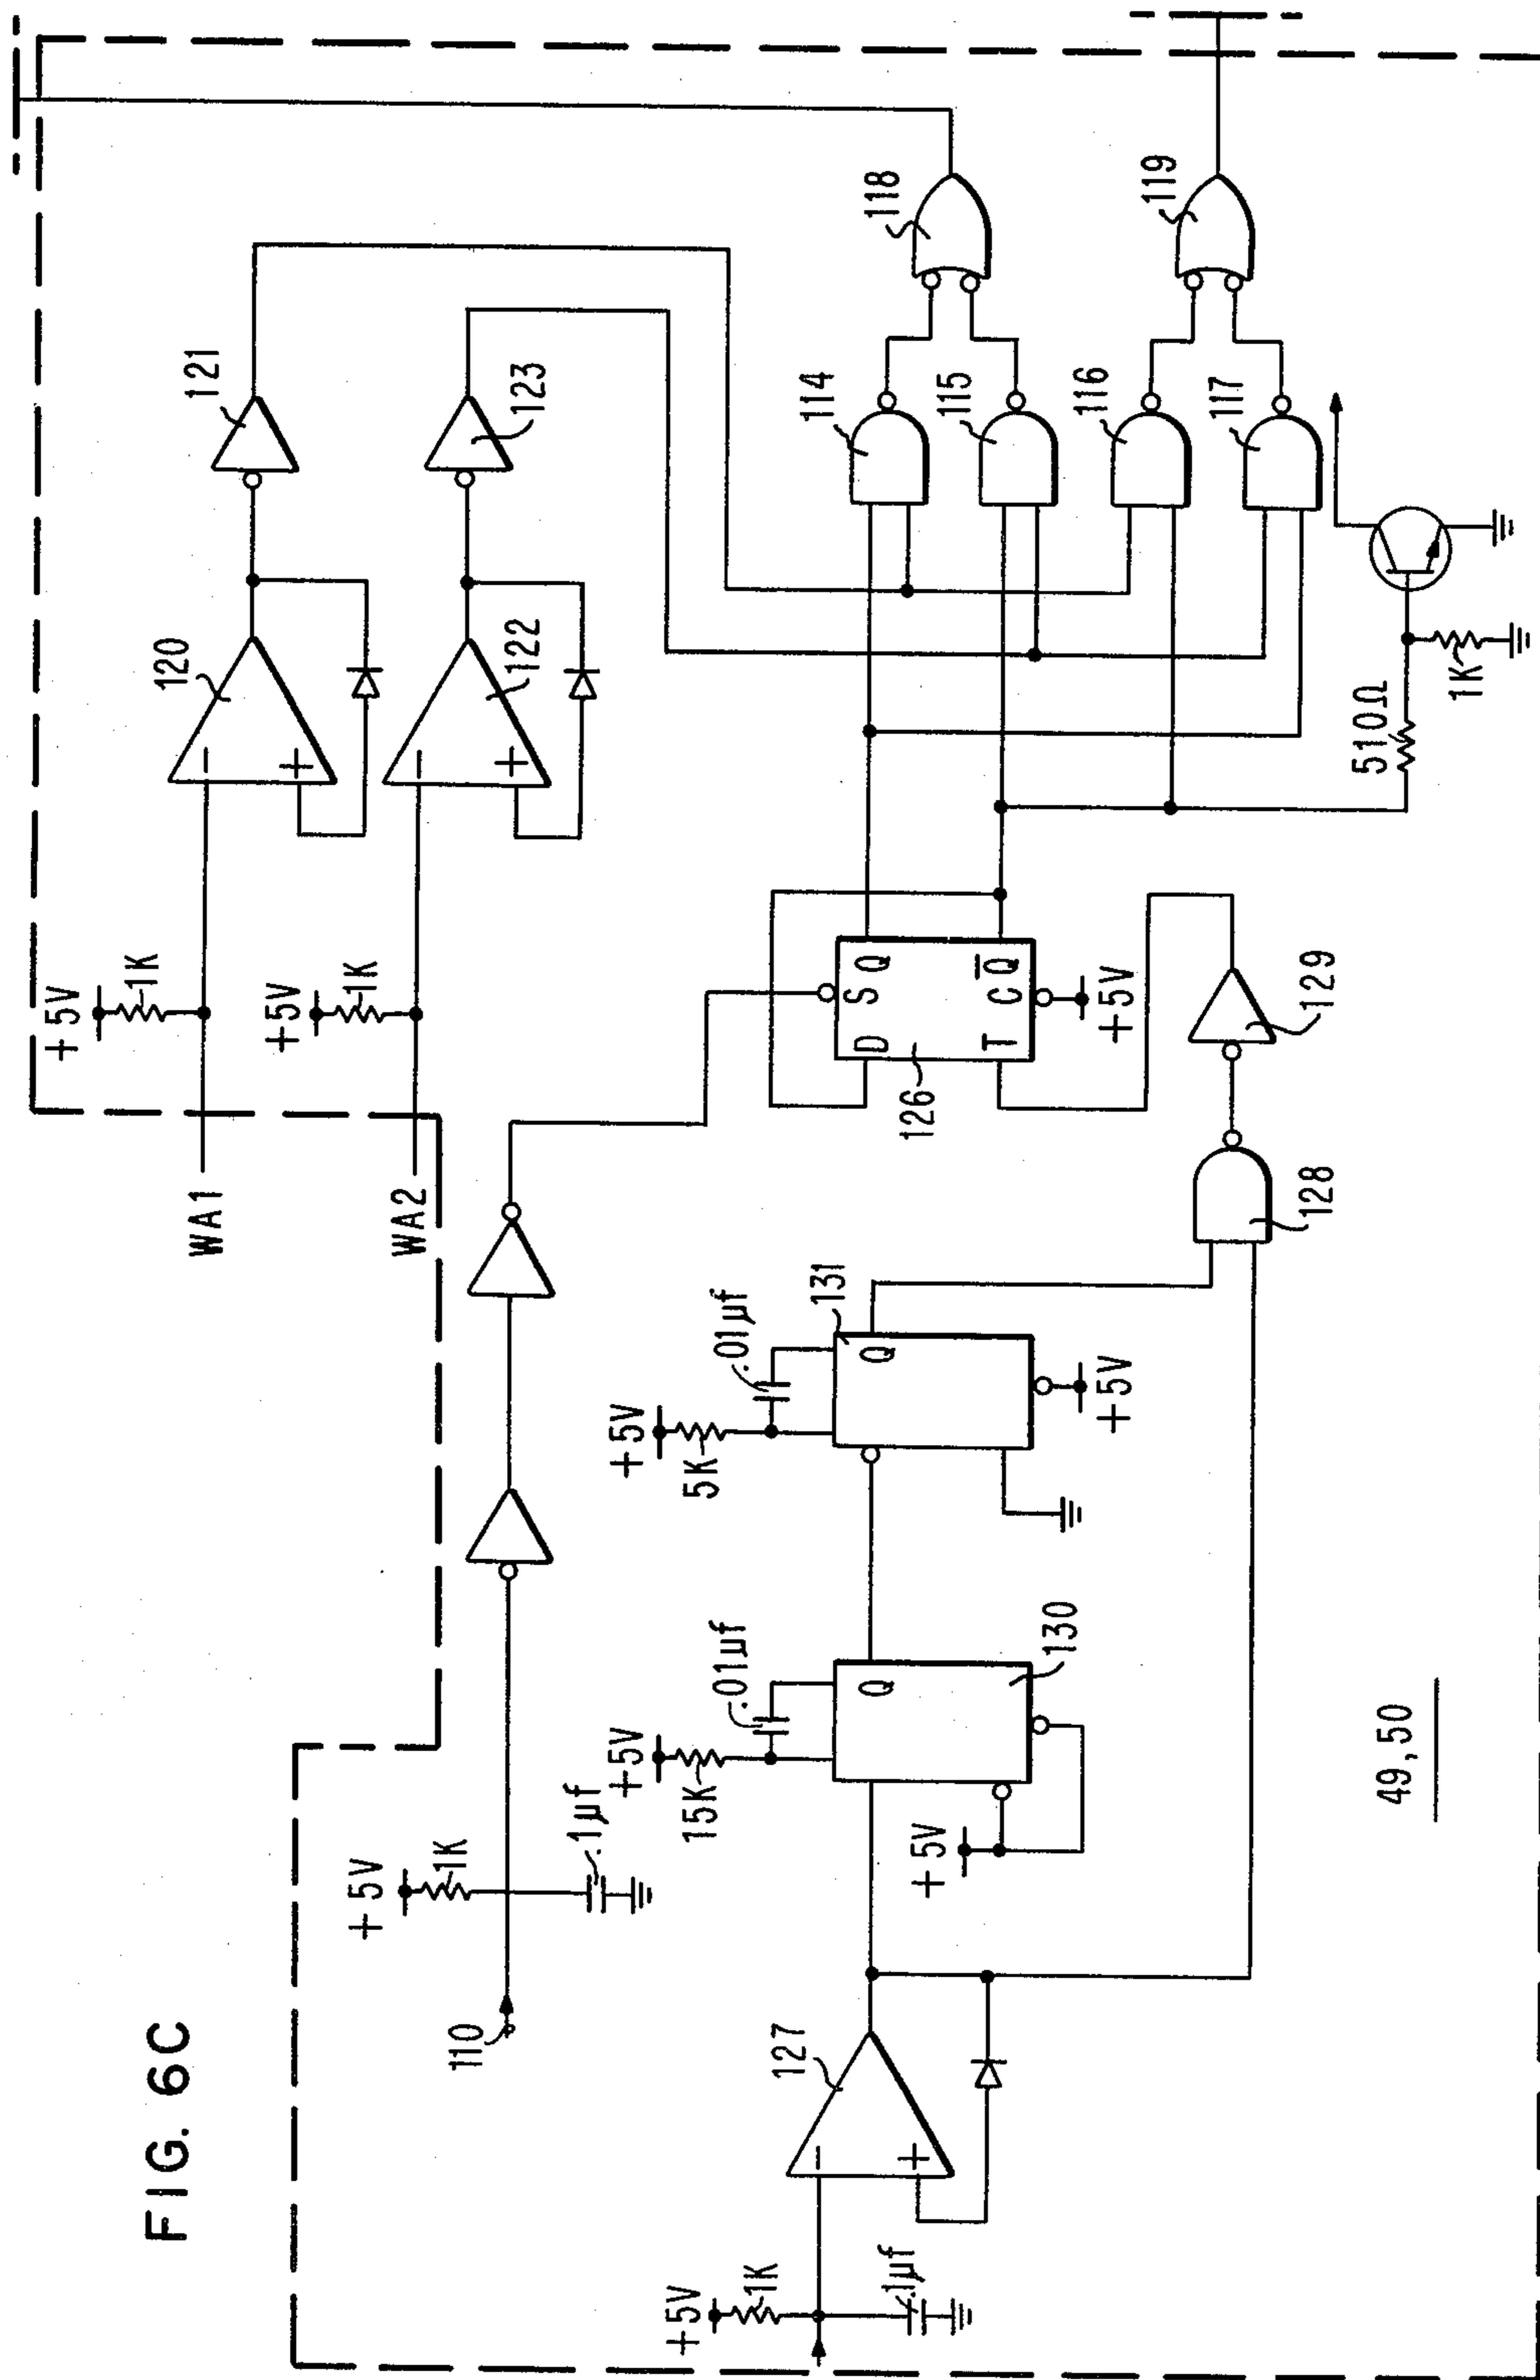 FIG. 6C
+5V
1K
WA1
120
121
+5V
1K
WA2
122
123
110
+5V
1K
.1µf
127
+5V
1K
.1µf
+5V
15K
.01µf
Q
130
+5V
+5V
5K
.01µf
Q
131
+5V
128
129
D
S
Q
T
C
Q̅
126
+5V
114
115
116
117
118
119
510Ω
1K
49,50